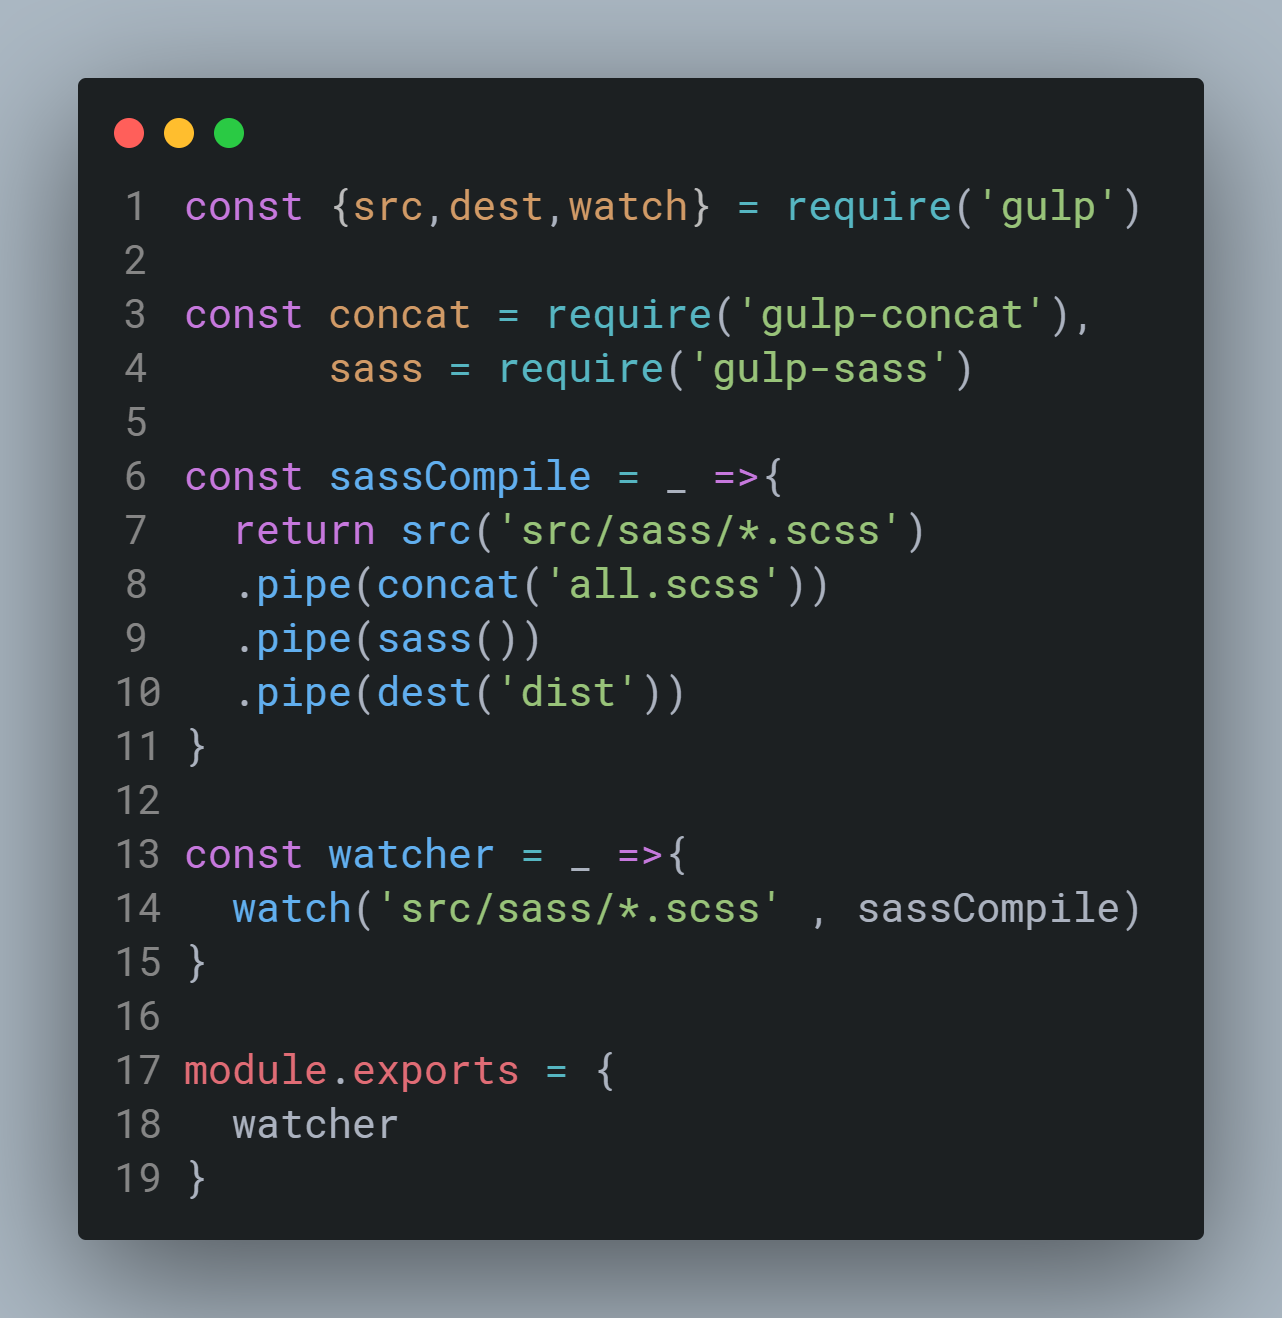 1 const {src,dest,watch} = require('gulp')
2
3 const concat = require('gulp-concat'),
4       sass = require('gulp-sass')
5
6 const sassCompile = _ =>{
7   return src('src/sass/*.scss')
8   .pipe(concat('all.scss'))
9   .pipe(sass())
10   .pipe(dest('dist'))
11 }
12
13 const watcher = _ =>{
14   watch('src/sass/*.scss' , sassCompile)
15 }
16
17 module.exports = {
18   watcher
19 }